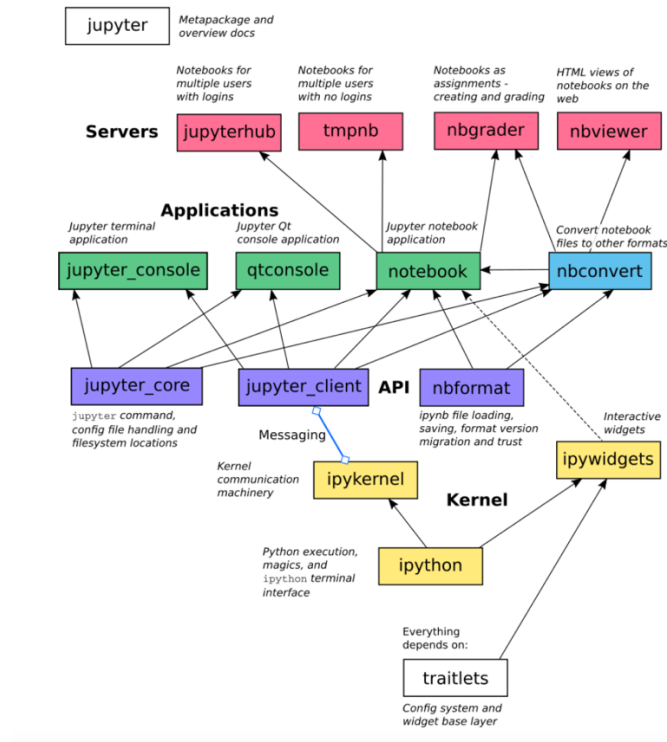 jupyter
Metapackage and
overview docs
Notebooks for
multiple users
with logins
Notebooks for
multiple users
with no logins
Notebooks as
assignments -
creating and grading
HTML views of
notebooks on the
web
Servers
jupyterhub
tmpnb
nbgrader
nbviewer
Applications
Jupyter terminal
application
Jupyter Qt
console application
Jupyter notebook
application
Convert notebook
files to other formats
jupyter_console
qtconsole
notebook
nbconvert
jupyter_core
jupyter_client
API
nbformat
jupyter command,
config file handling and
filesystem locations
ipynb file loading,
saving, format version
migration and trust
Interactive
widgets
Messaging
ipywidgets
Kernel
communication
machinery
ipykernel
Kernel
Python execution,
magics, and
ipython terminal
interface
ipython
Everything
depends on:
traitlets
Config system and
widget base layer